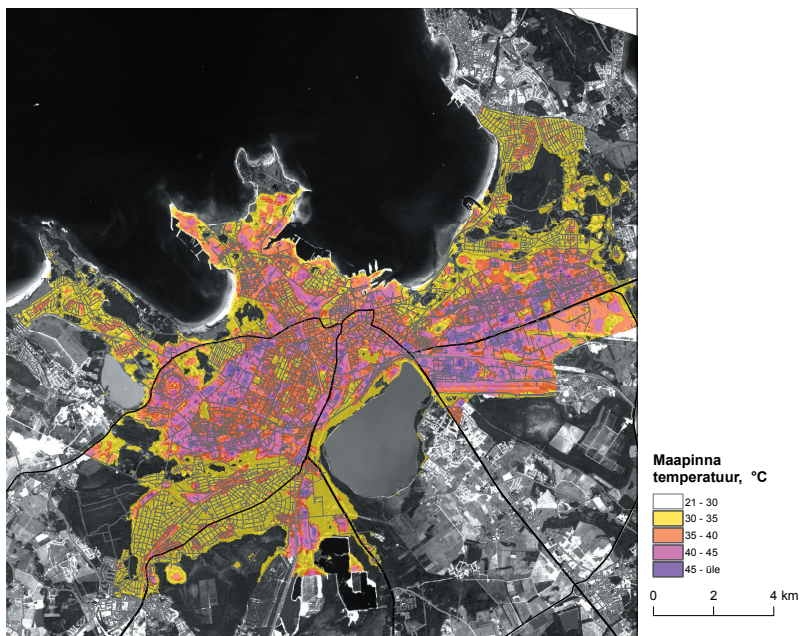 Maapinna
temperatuur, °C
21 - 30
30 - 35
35 - 40
40 - 45
45 - üle
0 2 4 km